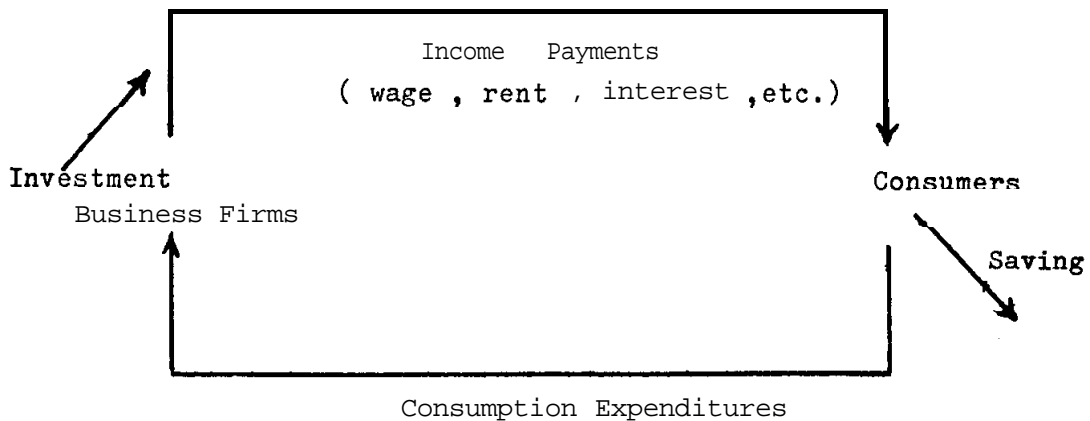 Income Payments
( wage , rent , interest ,etc.)
Investment
Consumers
Business Firms
Saving
Consumption Expenditures